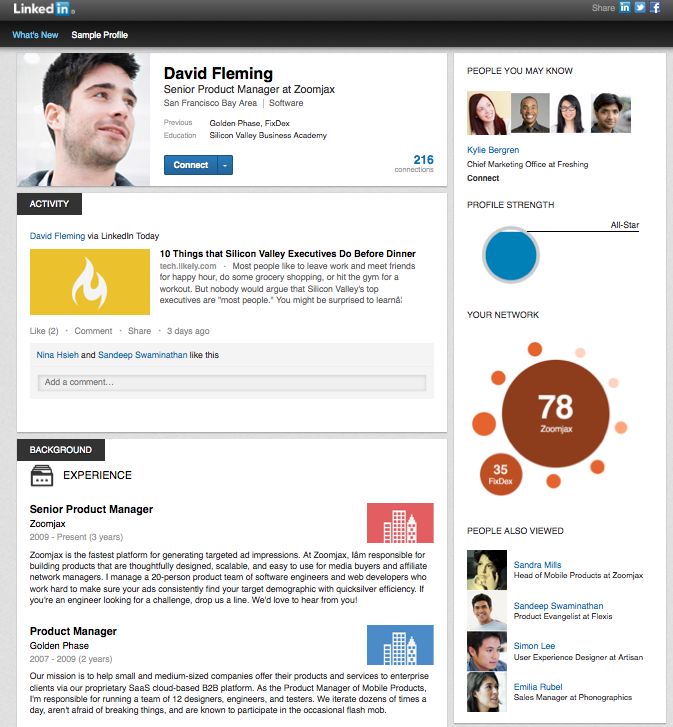 Linked in®
Share in f
What's New Sample Profile
David Fleming
Senior Product Manager at Zoomjax
San Francisco Bay Area | Software
Previous Golden Phase, FixDex
Education Silicon Valley Business Academy
Connect
216
connections
ACTIVITY
David Fleming via LinkedIn Today
10 Things that Silicon Valley Executives Do Before Dinner
tech.likely.com · Most people like to leave work and meet friends
for happy hour, do some grocery shopping, or hit the gym for a
workout. But nobody would argue that Silicon Valley's top
executives are "most people." You might be surprised to learnâ¦
Like (2) · Comment · Share · 3 days ago
Nina Hsieh and Sandeep Swaminathan like this
Add a comment...
BACKGROUND
EXPERIENCE
Senior Product Manager
Zoomjax
2009 - Present (3 years)
Zoomjax is the fastest platform for generating targeted ad impressions. At Zoomjax, Iâm responsible for
building products that are thoughtfully designed, scalable, and easy to use for media buyers and affiliate
network managers. I manage a 20-person product team of software engineers and web developers who
work hard to make sure your ads consistently find your target demographic with quicksilver efficiency. If
you're an engineer looking for a challenge, drop us a line. We'd love to hear from you!
Product Manager
Golden Phase
2007 - 2009 (2 years)
Our mission is to help small and medium-sized companies offer their products and services to enterprise
clients via our proprietary SaaS cloud-based B2B platform. As the Product Manager of Mobile Products,
I'm responsible for running a team of 12 designers, engineers, and testers. We iterate dozens of times a
day, aren't afraid of breaking things, and are known to participate in the occasional flash mob.
PEOPLE YOU MAY KNOW
Kylie Bergren
Chief Marketing Office at Freshing
Connect
PROFILE STRENGTH
All-Star
YOUR NETWORK
78
Zoomjax
35
FixDex
PEOPLE ALSO VIEWED
Sandra Mills
Head of Mobile Products at Zoomjax
Sandeep Swaminathan
Product Evangelist at Flexis
Simon Lee
User Experience Designer at Artisan
Emilia Rubel
Sales Manager at Phonographics